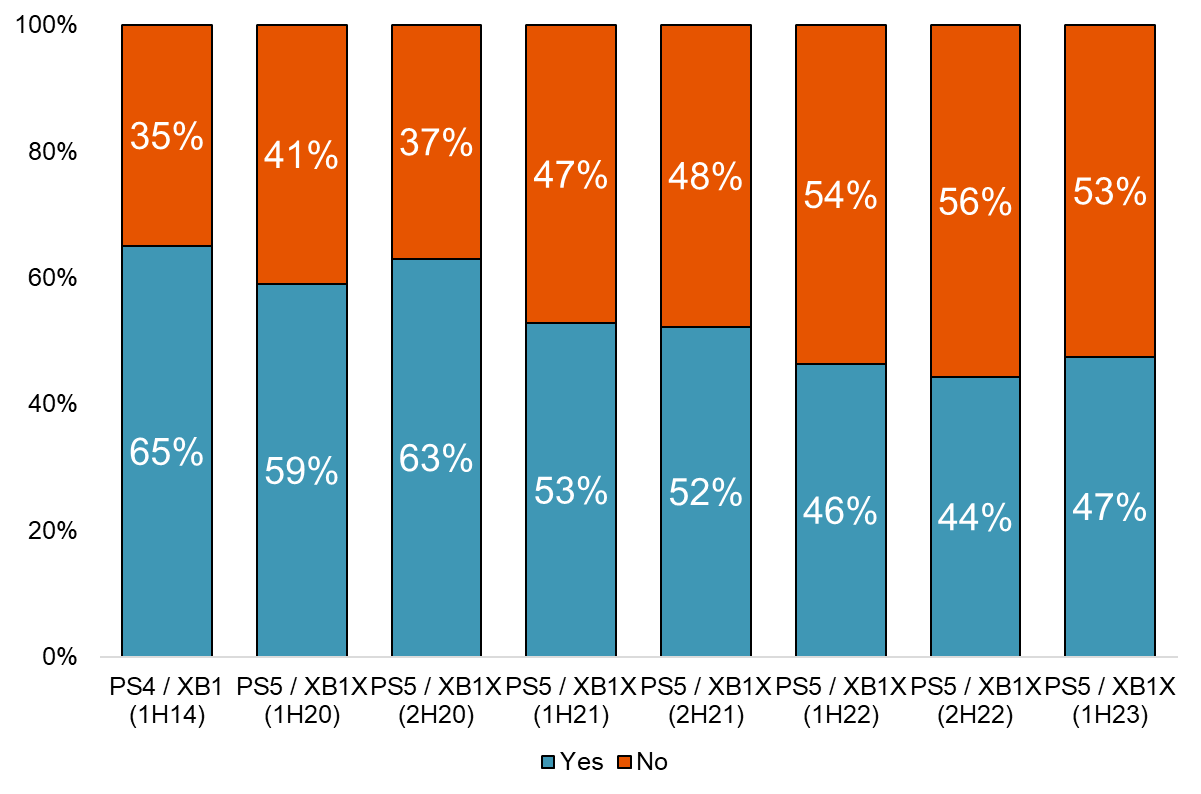 100%
80%
60%
40%
20%
0%
35% 41% 37% 47% 48% 54% 56% 53%
65% 59% 63% 53% 52% 46% 44% 47%
PS4 / XB1 PS5 / XB1X PS5 / XB1X PS5 / XB1X PS5 / XB1X PS5 / XB1X PS5 / XB1X PS5 / XB1X
(1H14) (1H20) (2H20) (1H21) (2H21) (1H22) (2H22) (1H23)
Yes No